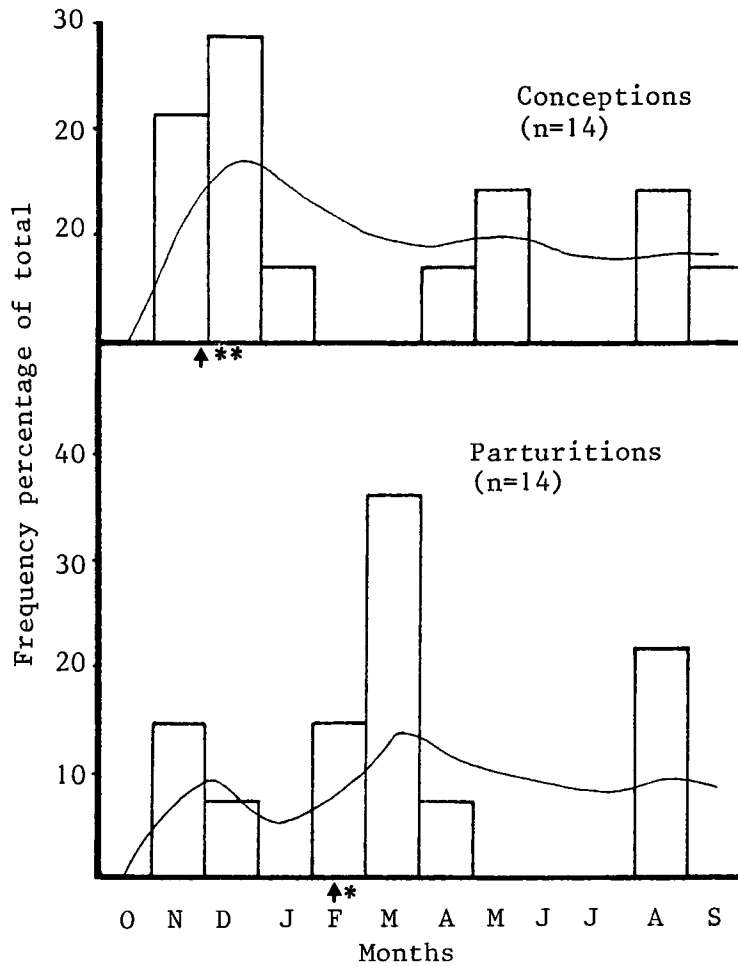 Frequency percentage of total
30
20
20
Conceptions
(n=14)
**
40
30
20
10
Parturitions
(n=14)
*
O N D J F M A M J J A S
Months